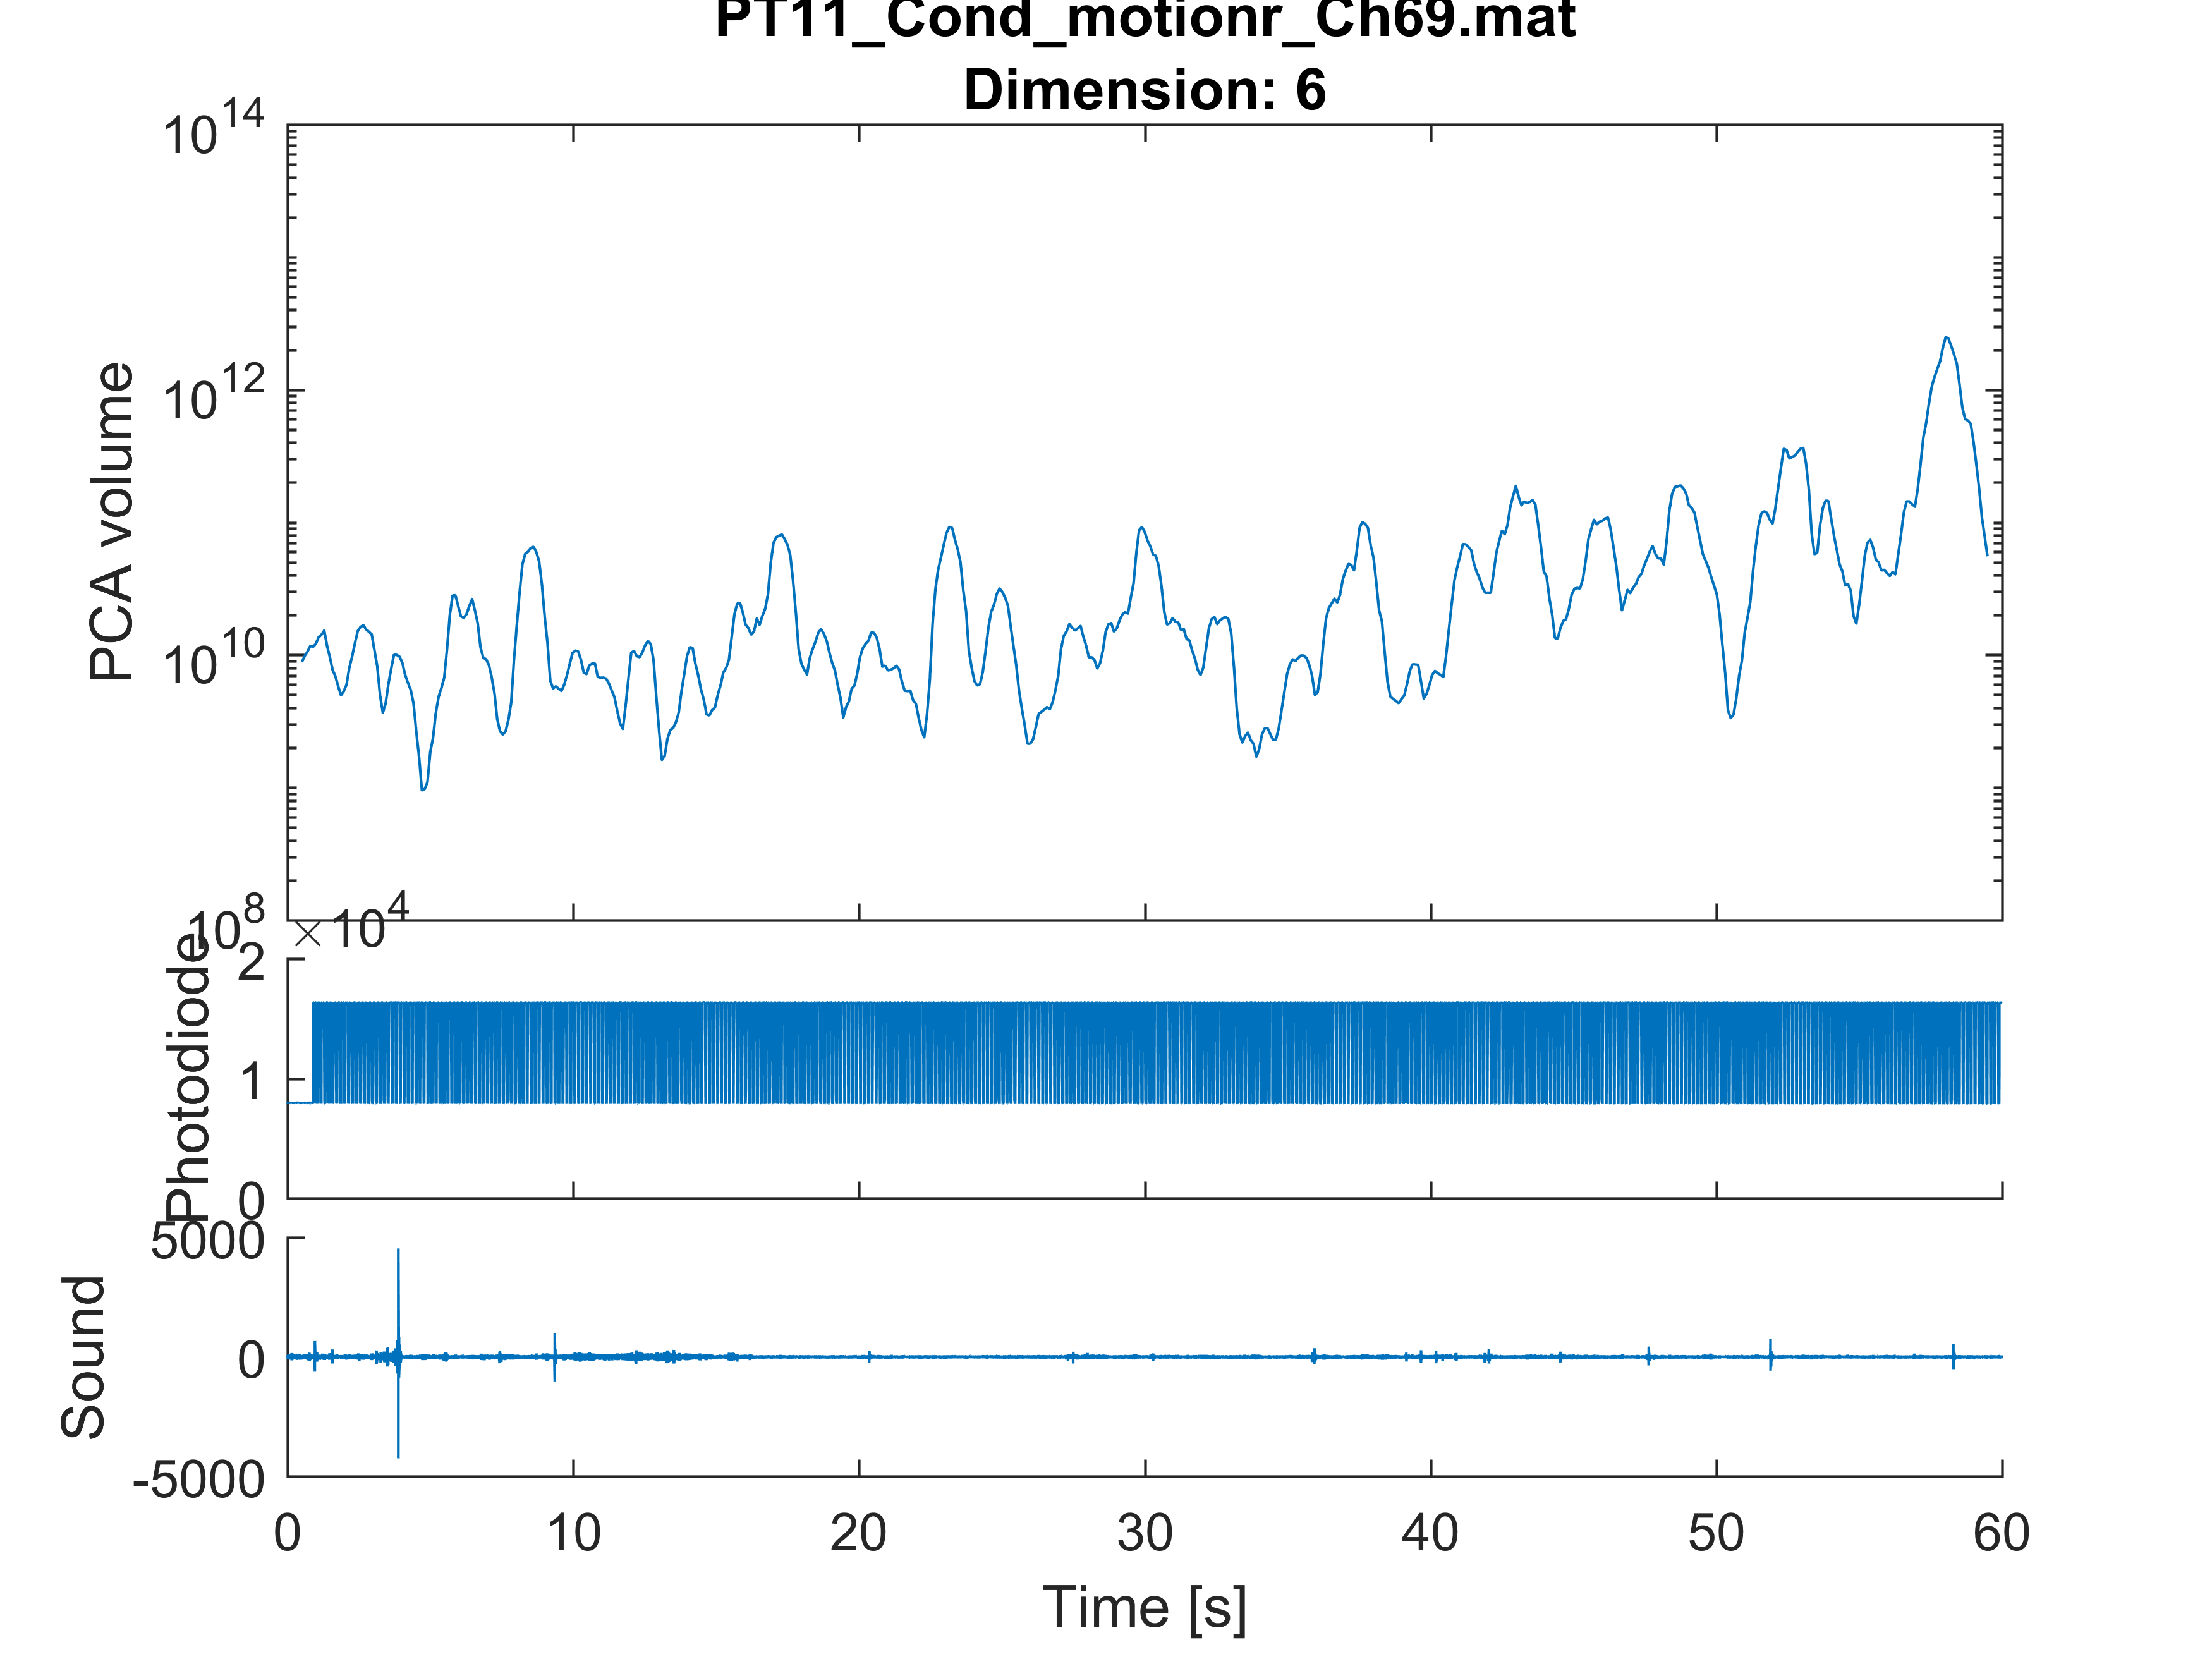 PT11_Cond_motionr_Ch69.mat
Dimension: 6
PCA volume
10^14
10^12
10^10
10^8
×10^4
Photodiode
2
1
0
Sound
5000
0
-5000
0 10 20 30 40 50 60
Time [s]